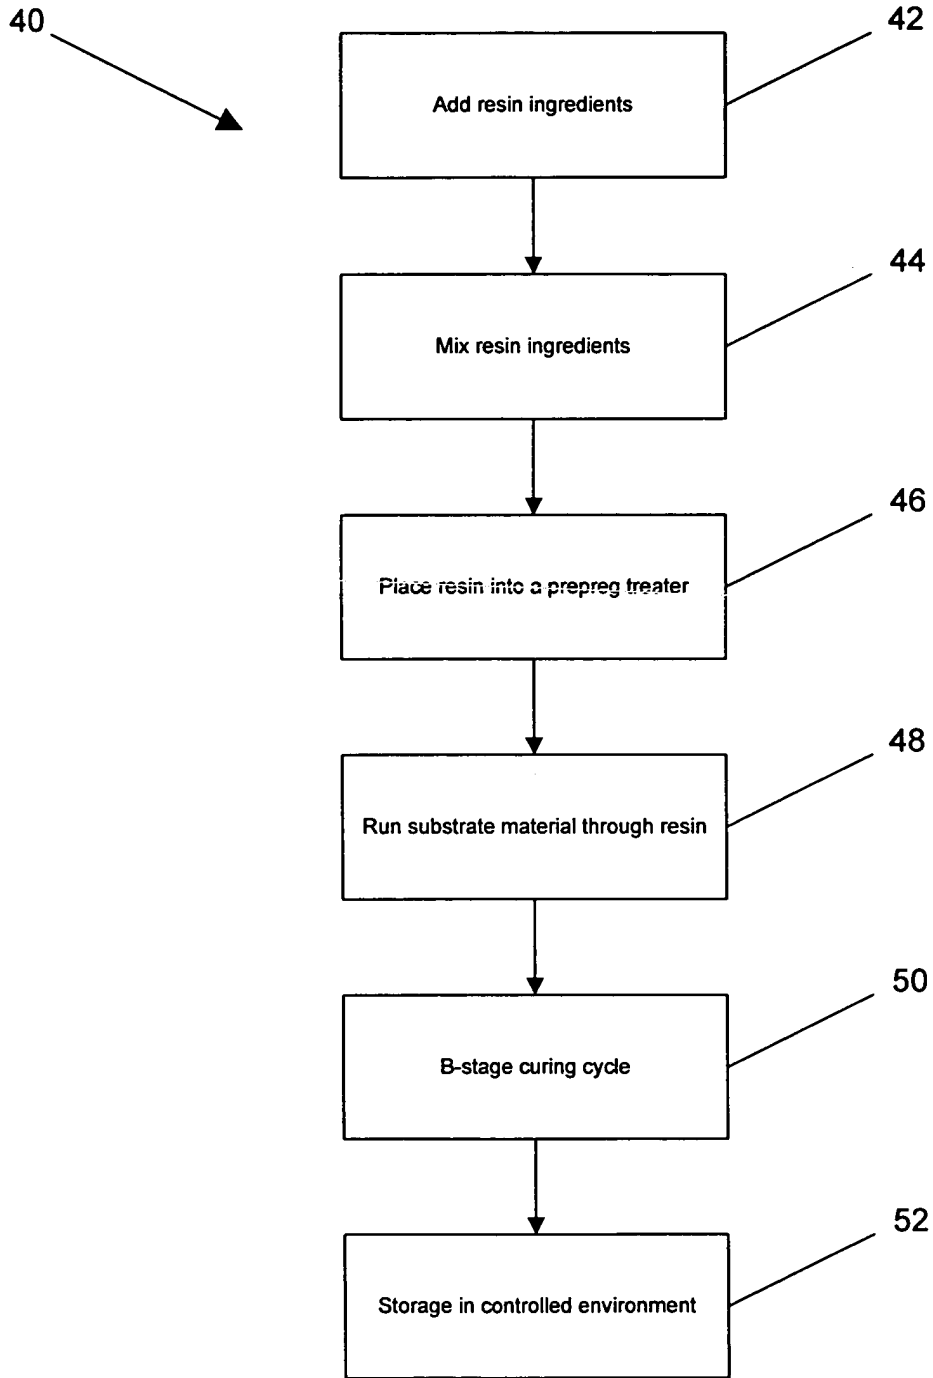 40
42
Add resin ingredients
44
Mix resin ingredients
46
Place resin into a prepreg treater
48
Run substrate material through resin
50
B-stage curing cycle
52
Storage in controlled environment